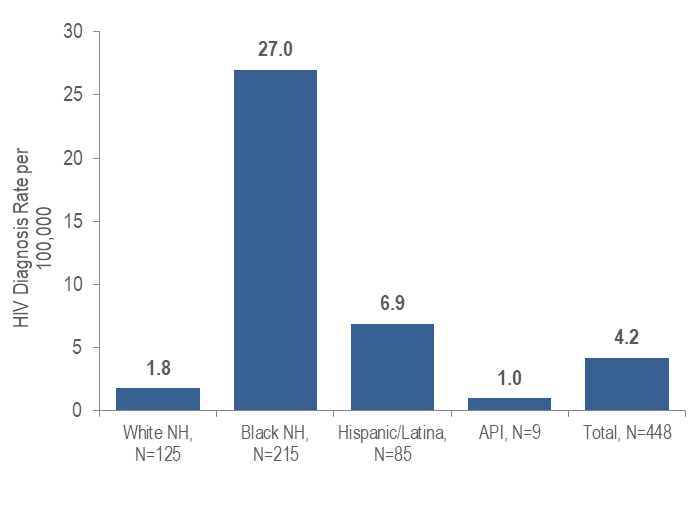 HIV Diagnosis Rate per
100,000
30
25
20
15
10
5
0
1.8
27.0
6.9
1.0
4.2
White NH,
N=125
Black NH,
N=215
Hispanic/Latina,
N=85
API, N=9
Total, N=448